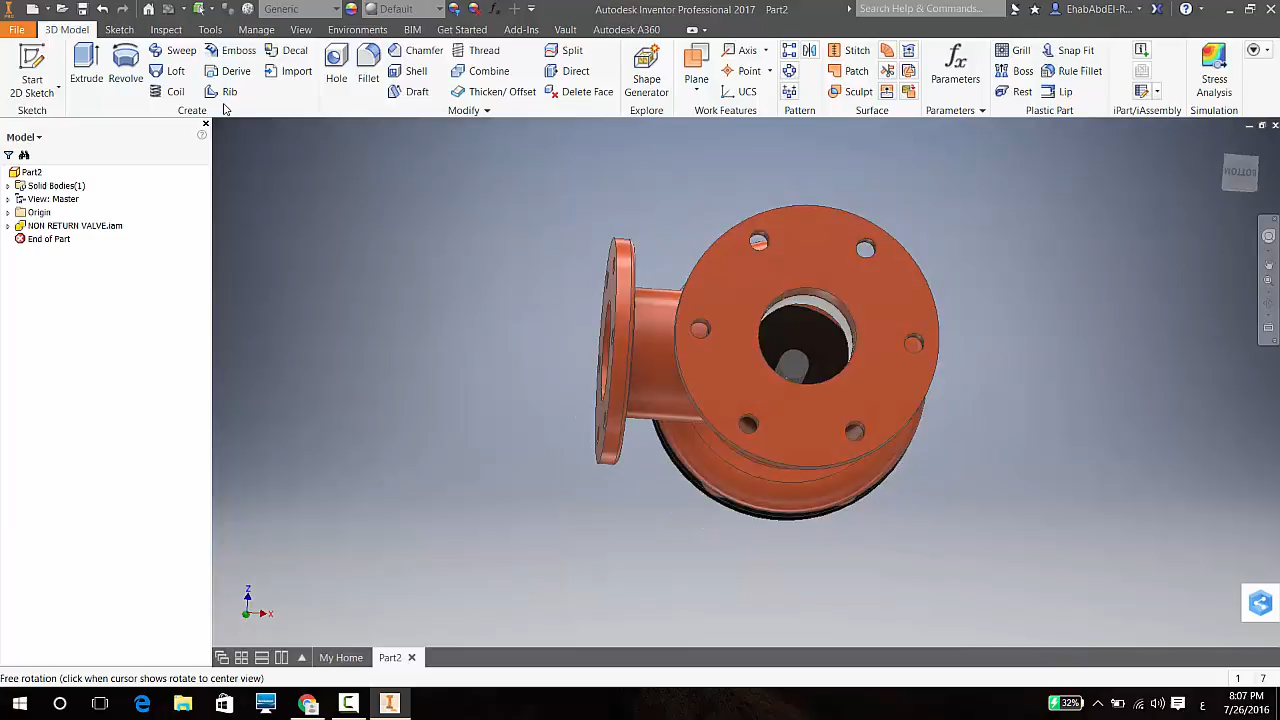 Generic
Default
Autodesk Inventor Professional 2017 Part2
Search Help & Commands...
EhabAbdEl-R...
File
3D Model
Sketch
Inspect
Tools
Manage
View
Environments
BIM
Get Started
Add-Ins
Vault
Autodesk A360
Start
2D Sketch
Sketch
Extrude
Revolve
Sweep
Loft
Coil
Emboss
Derive
Rib
Decal
Import
Create
Hole
Fillet
Chamfer
Shell
Draft
Thread
Combine
Thicken/ Offset
Split
Direct
Delete Face
Modify
Shape
Generator
Explore
Plane
Axis
Point
UCS
Work Features
Pattern
Stitch
Patch
Sculpt
Surface
fx
Parameters
Parameters
Grill
Boss
Rest
Snap Fit
Rule Fillet
Lip
Plastic Part
iPart/iAssembly
Stress
Analysis
Simulation
Model
Part2
Solid Bodies(1)
View: Master
Origin
NON RETURN VALVE.iam
End of Part
BOTTOM
Z
X
My Home
Part2
Free rotation (click when cursor shows rotate to center view)
1 7
32%
ع
8:07 PM
7/26/2016